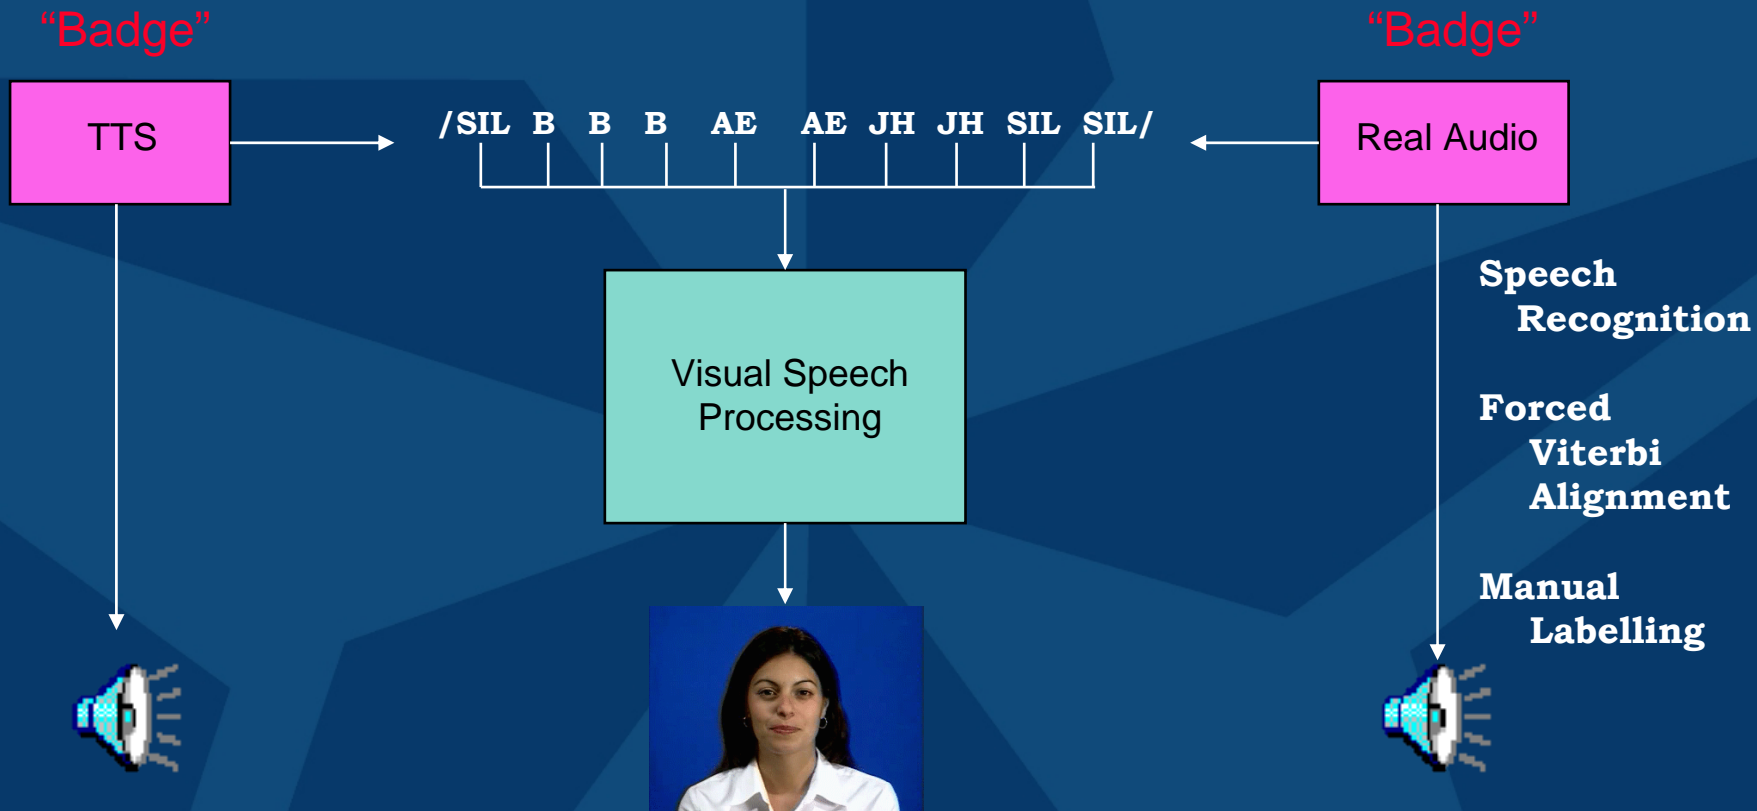 “Badge”
“Badge”
TTS
/SIL B B B AE AE JH JH SIL SIL/
Real Audio
Speech
Recognition
Visual Speech
Processing
Forced
Viterbi
Alignment
Manual
Labelling